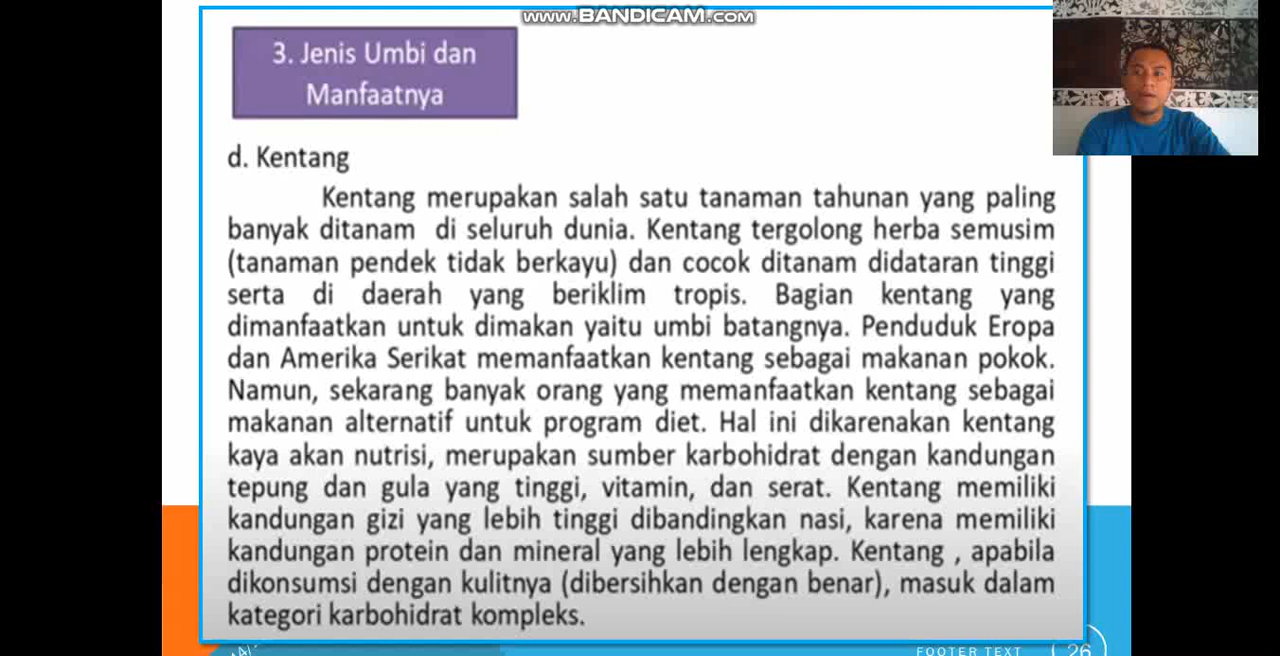 www.BANDICAM.com
3. Jenis Umbi dan
Manfaatnya
d. Kentang
Kentang merupakan salah satu tanaman tahunan yang paling
banyak ditanam di seluruh dunia. Kentang tergolong herba semusim
(tanaman pendek tidak berkayu) dan cocok ditanam didataran tinggi
serta di daerah yang beriklim tropis. Bagian kentang yang
dimanfaatkan untuk dimakan yaitu umbi batangnya. Penduduk Eropa
dan Amerika Serikat memanfaatkan kentang sebagai makanan pokok.
Namun, sekarang banyak orang yang memanfaatkan kentang sebagai
makanan alternatif untuk program diet. Hal ini dikarenakan kentang
kaya akan nutrisi, merupakan sumber karbohidrat dengan kandungan
tepung dan gula yang tinggi, vitamin, dan serat. Kentang memiliki
kandungan gizi yang lebih tinggi dibandingkan nasi, karena memiliki
kandungan protein dan mineral yang lebih lengkap. Kentang , apabila
dikonsumsi dengan kulitnya (dibersihkan dengan benar), masuk dalam
kategori karbohidrat kompleks.
FOOTER TEXT
26